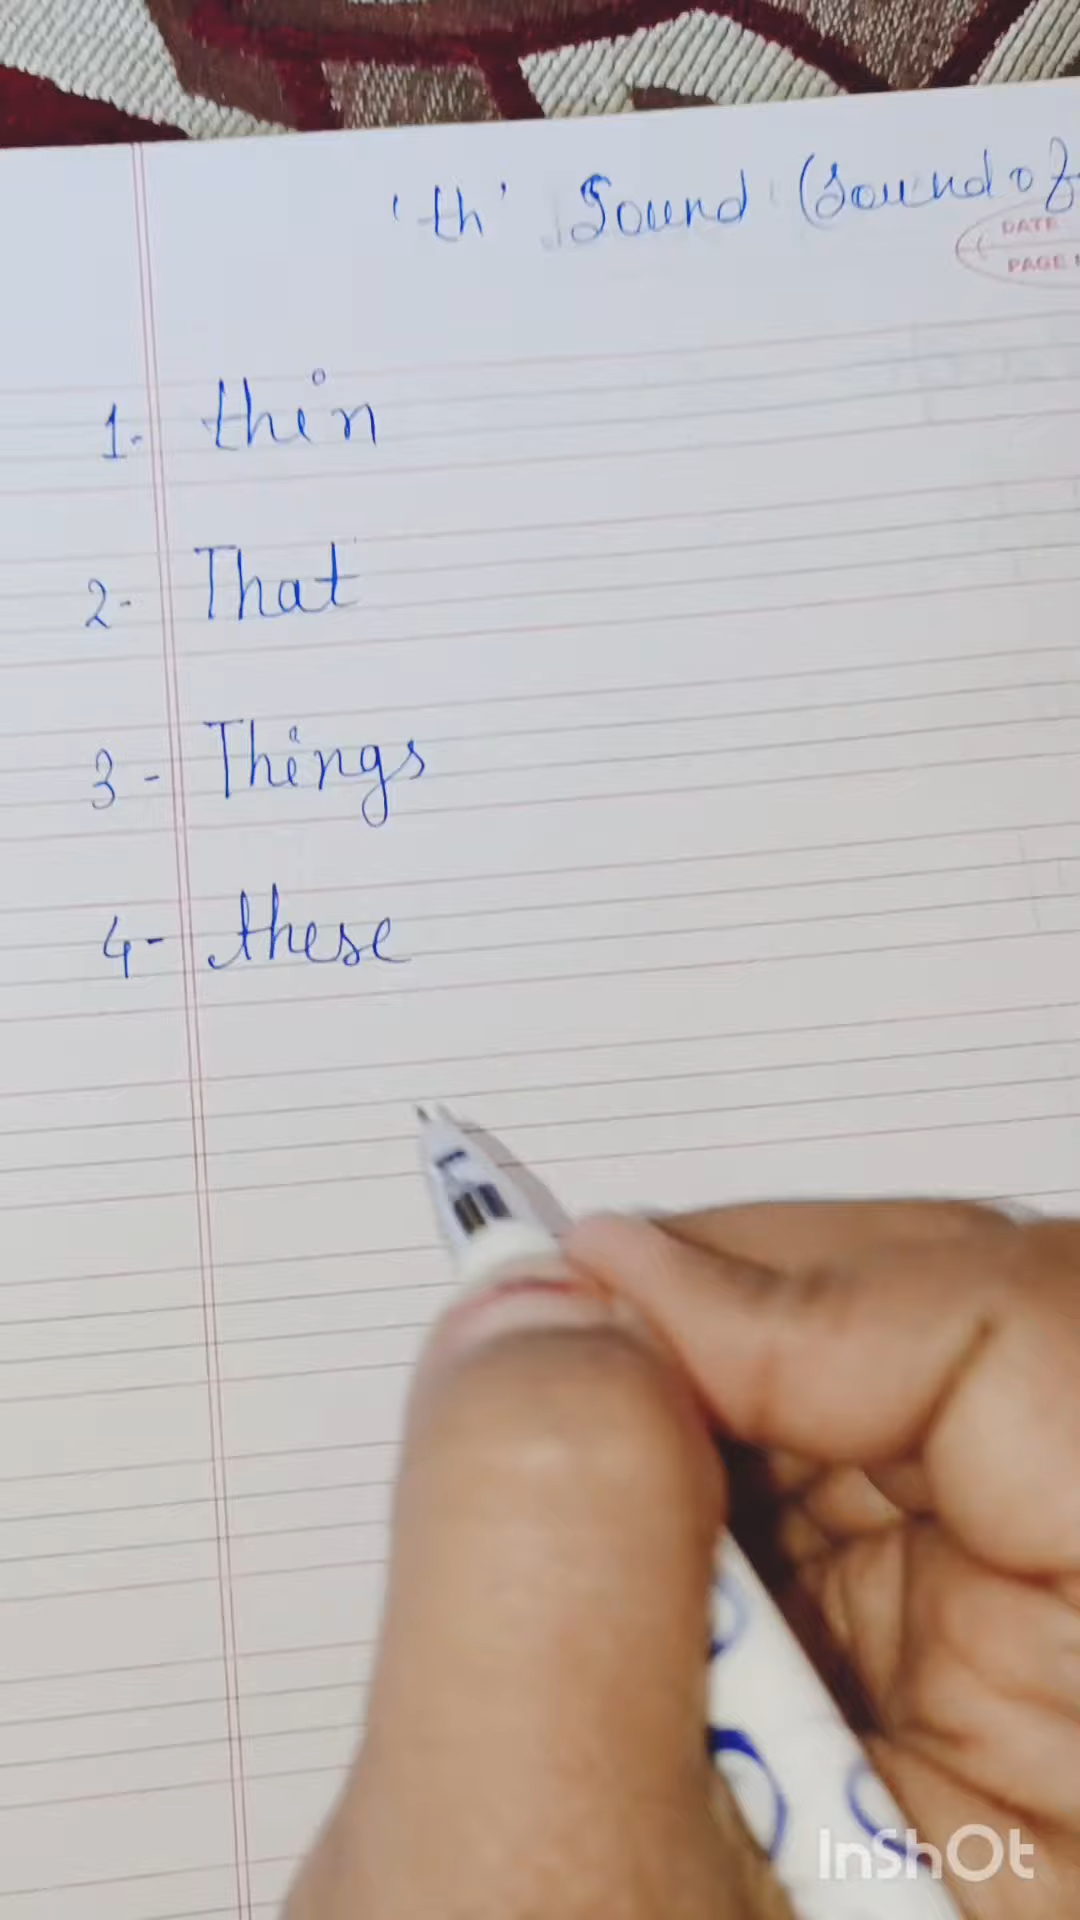 'th' Sound (Sound of
DATE
PAGE
1- thin
2- That
3- Things
4- these
InShOt